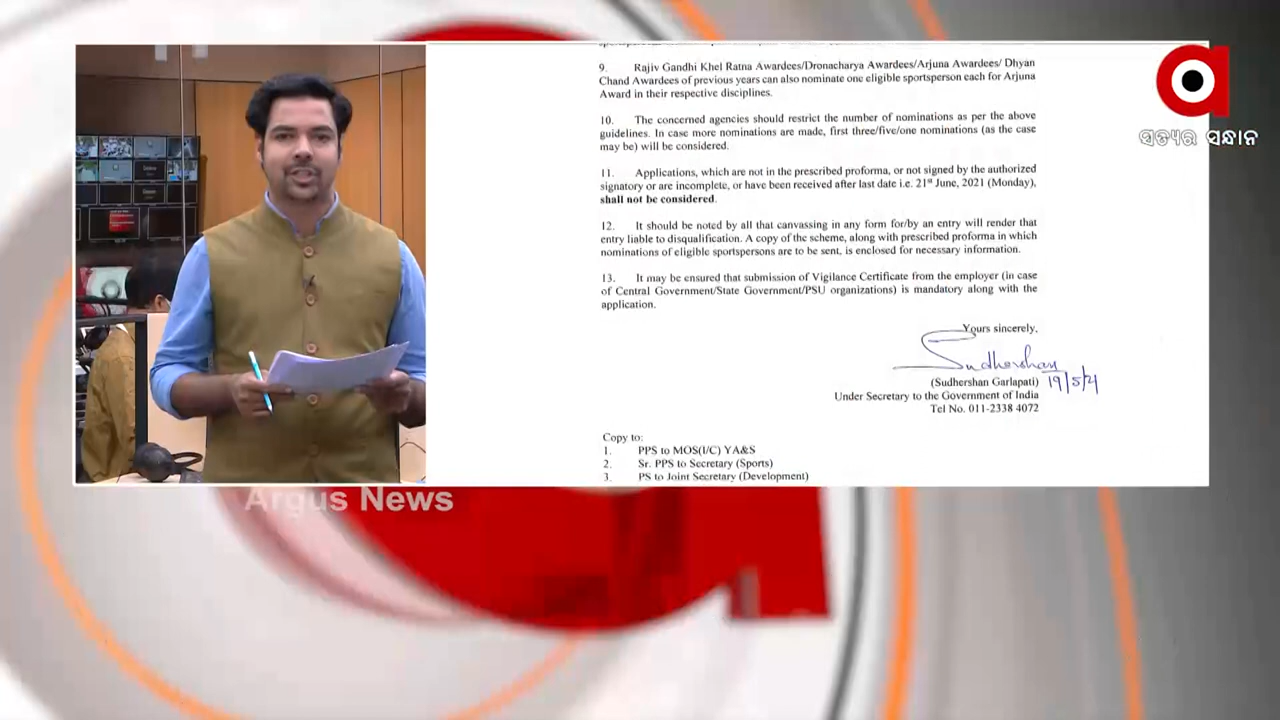 9. Rajiv Gandhi Khel Ratna Awardees/Dronacharya Awardees/Arjuna Awardees/ Dhyan
Chand Awardees of previous years can also nominate one eligible sportsperson each for Arjuna
Award in their respective disciplines.
10. The concerned agencies should restrict the number of nominations as per the above
guidelines. In case more nominations are made, first three/five/one nominations (as the case
may be) will be considered.
11. Applications, which are not in the prescribed proforma, or not signed by the authorized
signatory or are incomplete, or have been received after last date i.e. 21st June, 2021 (Monday),
shall not be considered.
12. It should be noted by all that canvassing in any form for/by an entry will render that
entry liable to disqualification. A copy of the scheme, along with prescribed proforma in which
nominations of eligible sportspersons are to be sent, is enclosed for necessary information.
13. It may be ensured that submission of Vigilance Certificate from the employer (in case
of Central Government/State Government/PSU organizations) is mandatory along with the
application.
Yours sincerely,
Sudhershan
(Sudhershan Garlapati) 19/5/21
Under Secretary to the Government of India
Tel No. 011-2338 4072
Copy to:
1. PPS to MOS(I/C) YA&S
2. Sr. PPS to Secretary (Sports)
3. PS to Joint Secretary (Development)
ସତ୍ୟର ସନ୍ଧାନ
Argus News